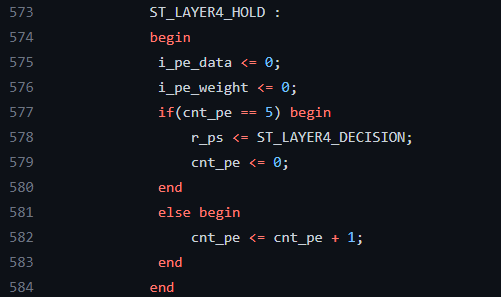 573 ST_LAYER4_HOLD :
574 begin
575 i_pe_data <= 0;
576 i_pe_weight <= 0;
577 if(cnt_pe == 5) begin
578 r_ps <= ST_LAYER4_DECISION;
579 cnt_pe <= 0;
580 end
581 else begin
582 cnt_pe <= cnt_pe + 1;
583 end
584 end